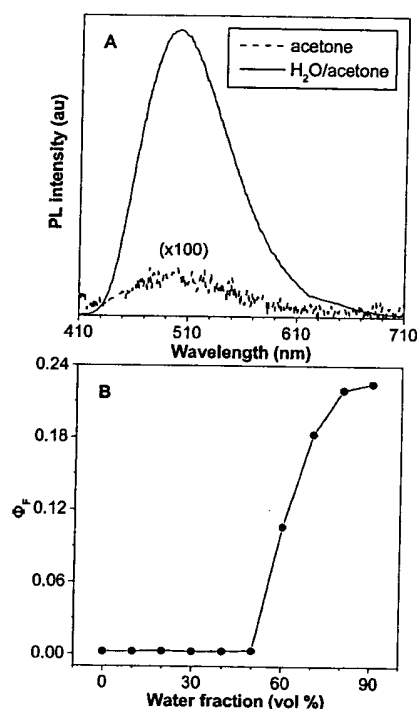 A
acetone
H₂O/acetone
PL intensity (au)
(x100)
410 510 610 710
Wavelength (nm)
B
0.24
0.18
0.12
0.06
0.00
Φ_F
0 30 60 90
Water fraction (vol %)